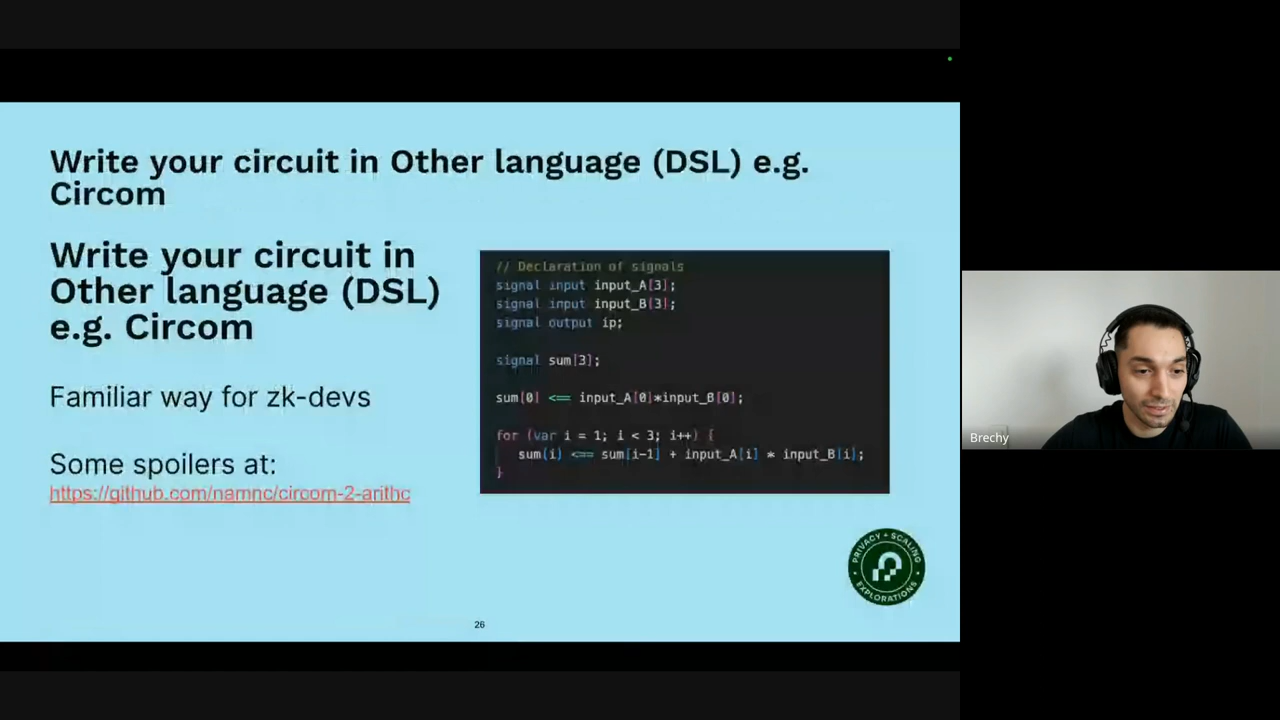 Write your circuit in Other language (DSL) e.g.
Circom
Write your circuit in
Other language (DSL)
e.g. Circom
Familiar way for zk-devs
Some spoilers at:
https://github.com/namnc/circom-2-arithc
// Declaration of signals
signal input input_A[3];
signal input input_B[3];
signal output ip;
signal sum[3];
sum[0] <== input_A[0]*input_B[0];
for (var i = 1; i < 3; i++) {
sum[i] <== sum[i-1] + input_A[i] * input_B[i];
}
PRIVACY + SCALING
EXPLORATIONS
26
Brechy